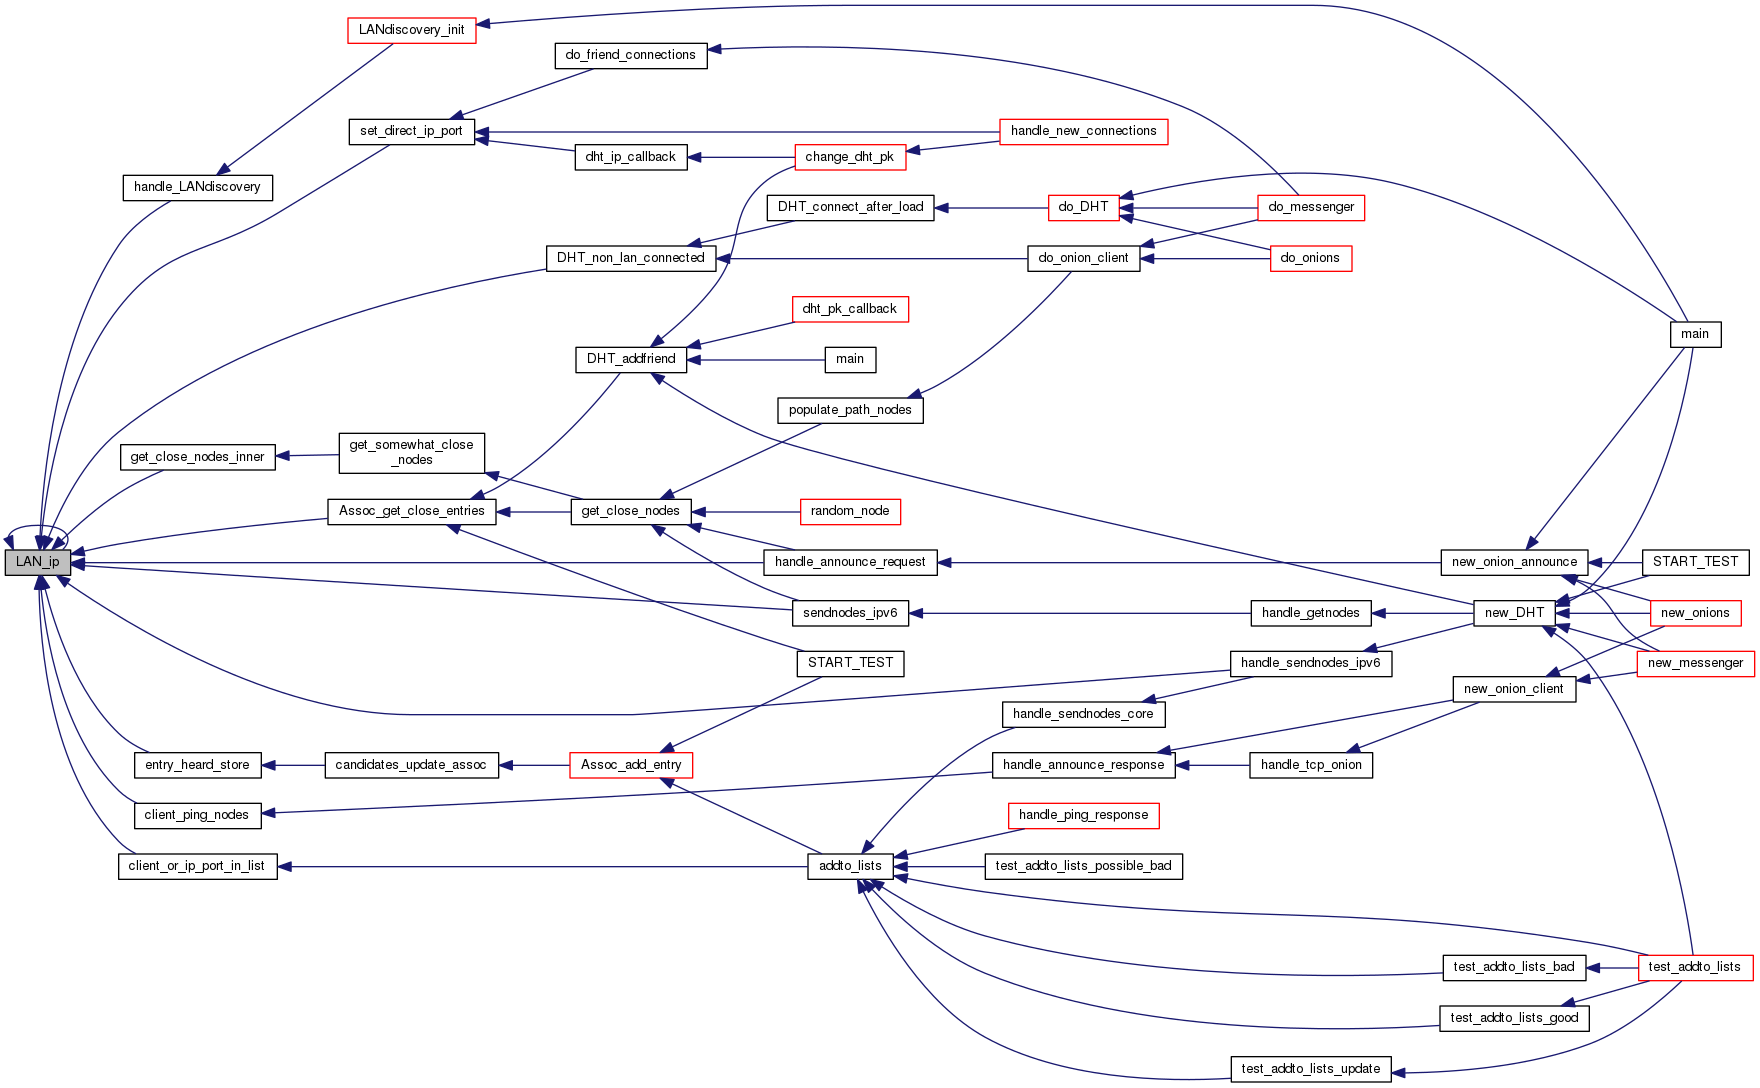 LANdiscovery_init
do_friend_connections
set_direct_ip_port
handle_new_connections
dht_ip_callback
change_dht_pk
handle_LANdiscovery
DHT_connect_after_load
do_DHT
do_messenger
DHT_non_lan_connected
do_onion_client
do_onions
dht_pk_callback
main
DHT_addfriend
main
populate_path_nodes
get_close_nodes_inner
get_somewhat_close
_nodes
Assoc_get_close_entries
get_close_nodes
random_node
LAN_ip
handle_announce_request
new_onion_announce
START_TEST
sendnodes_ipv6
handle_getnodes
new_DHT
new_onions
START_TEST
handle_sendnodes_ipv6
new_messenger
new_onion_client
handle_sendnodes_core
entry_heard_store
candidates_update_assoc
Assoc_add_entry
handle_announce_response
handle_tcp_onion
client_ping_nodes
handle_ping_response
client_or_ip_port_in_list
addto_lists
test_addto_lists_possible_bad
test_addto_lists_bad
test_addto_lists
test_addto_lists_good
test_addto_lists_update